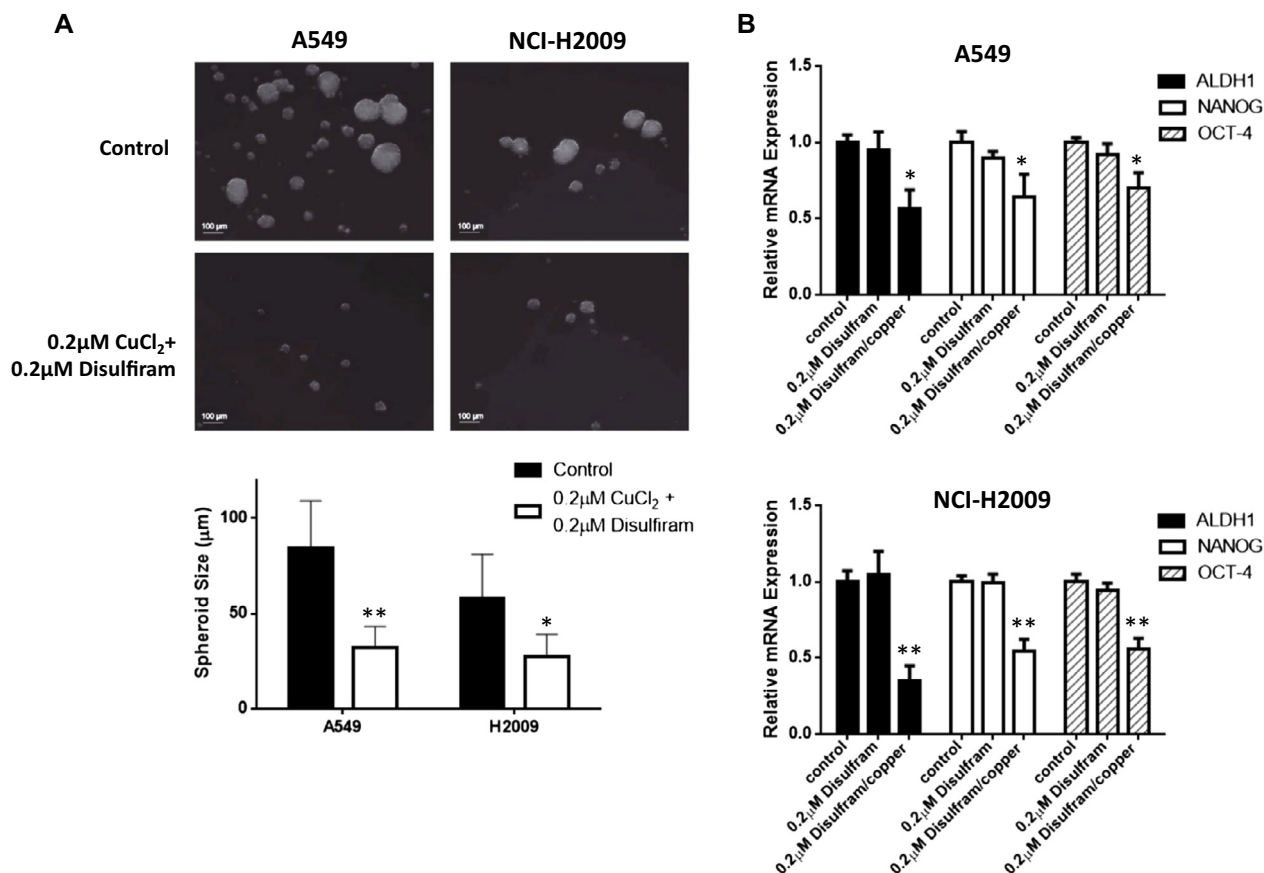 A
A549
NCI-H2009
Control
100 µm
100 µm
0.2µM CuCl₂+
0.2µM Disulfiram
100 µm
100 µm
Spheroid Size (µm)
100
50
0
A549
H2009
Control
0.2µM CuCl₂ +
0.2µM Disulfiram
**
*
B
A549
Relative mRNA Expression
1.5
1.0
0.5
0.0
*
*
*
ALDH1
NANOG
OCT-4
control
0.2µM Disulfram
0.2µM Disulfram/copper
control
0.2µM Disulfram
0.2µM Disulfram/copper
control
0.2µM Disulfram
0.2µM Disulfram/copper
NCI-H2009
Relative mRNA Expression
1.5
1.0
0.5
0.0
**
**
**
ALDH1
NANOG
OCT-4
control
0.2µM Disulfram
0.2µM Disulfram/copper
control
0.2µM Disulfram
0.2µM Disulfram/copper
control
0.2µM Disulfram
0.2µM Disulfram/copper